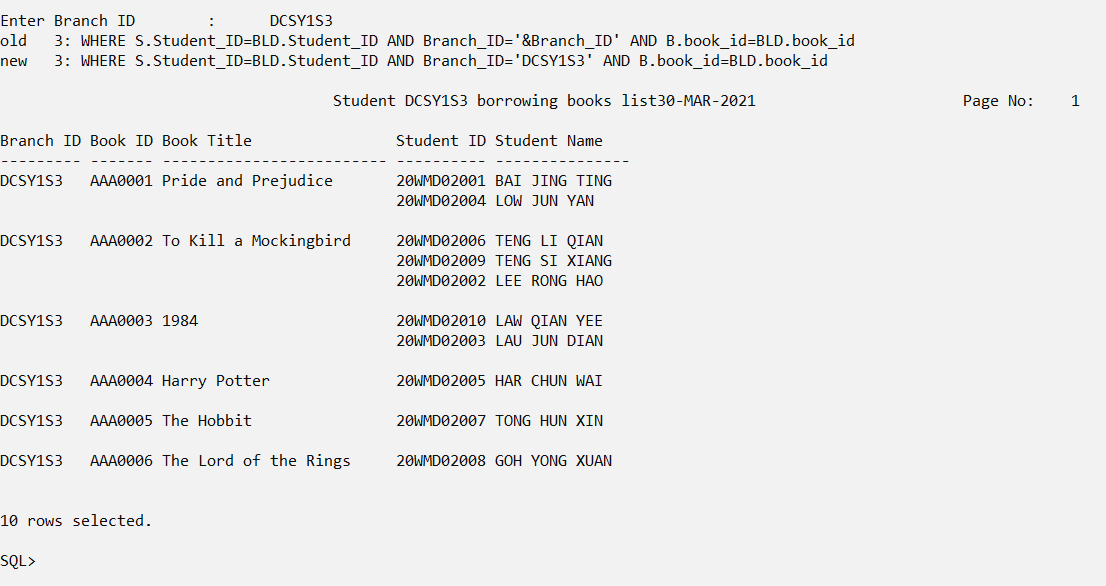 Enter Branch ID        :      DCSY1S3
old   3: WHERE S.Student_ID=BLD.Student_ID AND Branch_ID='&Branch_ID' AND B.book_id=BLD.book_id
new   3: WHERE S.Student_ID=BLD.Student_ID AND Branch_ID='DCSY1S3' AND B.book_id=BLD.book_id
Student DCSY1S3 borrowing books list30-MAR-2021                       Page No:    1
Branch ID Book ID Book Title                Student ID Student Name
--------- ------- ------------------------- ---------- ---------------
DCSY1S3   AAA0001 Pride and Prejudice       20WMD02001 BAI JING TING
20WMD02004 LOW JUN YAN
DCSY1S3   AAA0002 To Kill a Mockingbird     20WMD02006 TENG LI QIAN
20WMD02009 TENG SI XIANG
20WMD02002 LEE RONG HAO
DCSY1S3   AAA0003 1984                      20WMD02010 LAW QIAN YEE
20WMD02003 LAU JUN DIAN
DCSY1S3   AAA0004 Harry Potter              20WMD02005 HAR CHUN WAI
DCSY1S3   AAA0005 The Hobbit                20WMD02007 TONG HUN XIN
DCSY1S3   AAA0006 The Lord of the Rings     20WMD02008 GOH YONG XUAN
10 rows selected.
SQL>